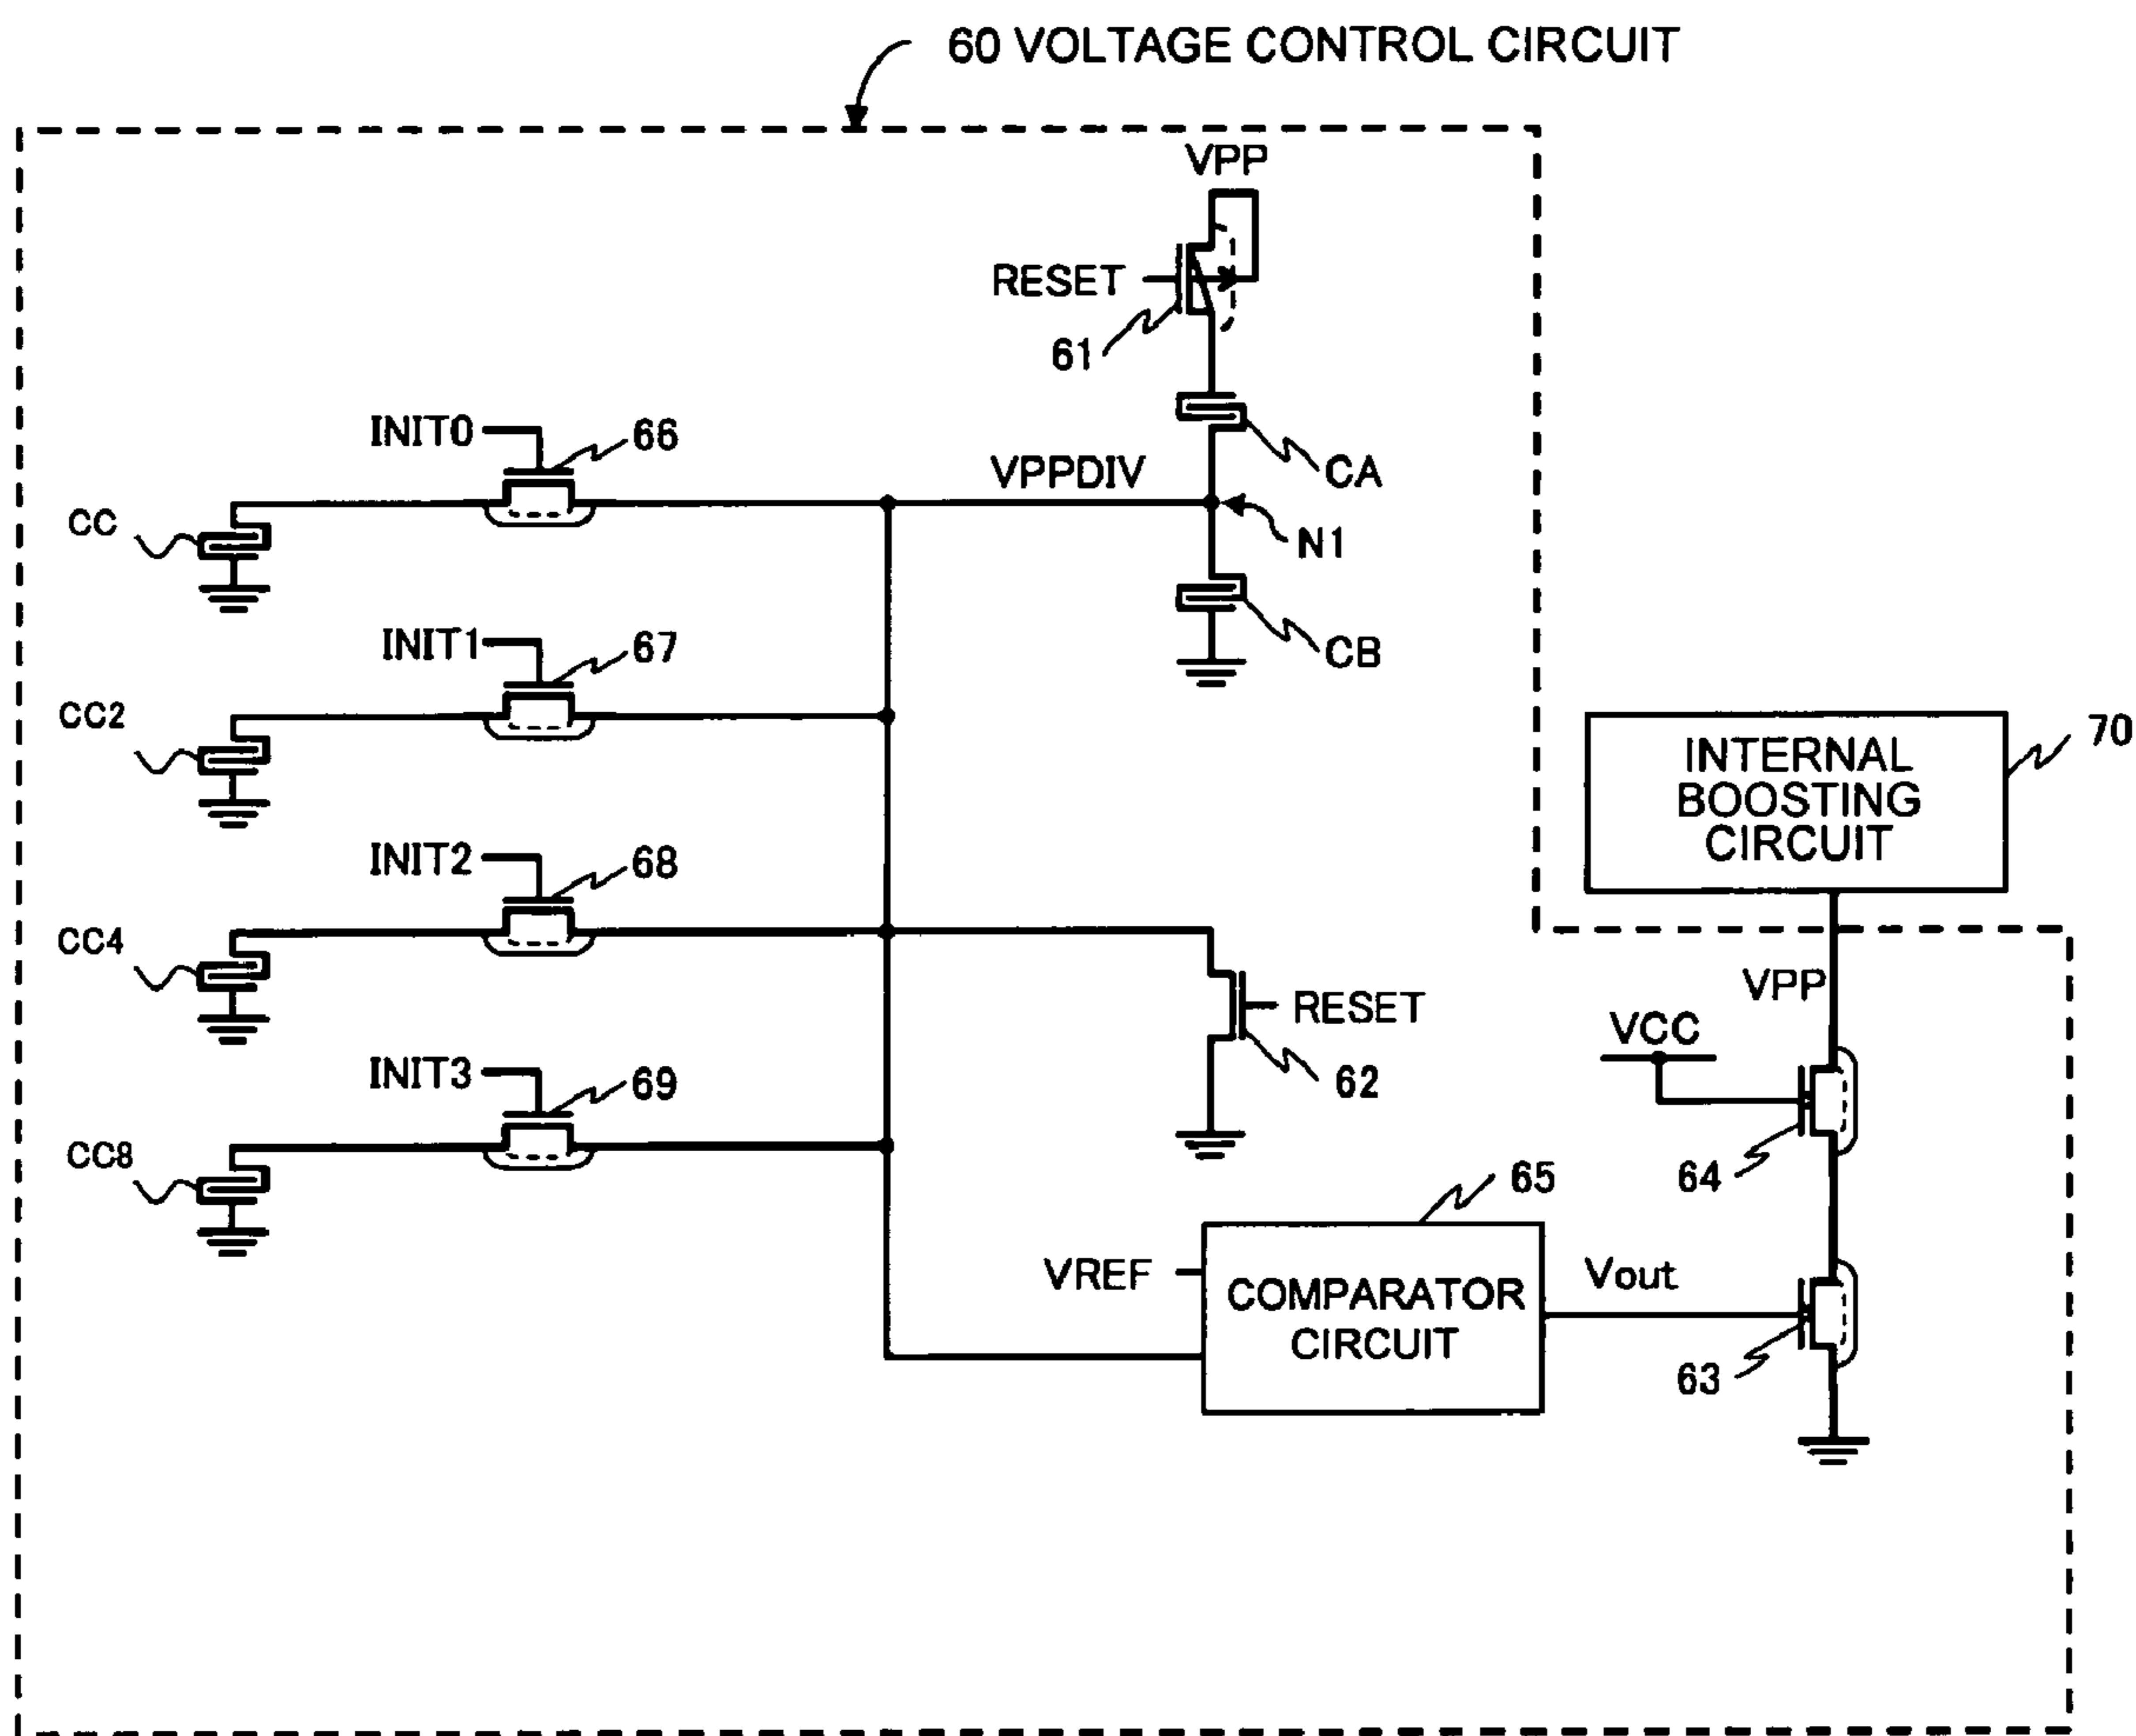 60 VOLTAGE CONTROL CIRCUIT
VPP
RESET
61
INIT0
66
CA
VPPDIV
CC
N1
INIT1
67
CB
CC2
70
INTERNAL
BOOSTING
CIRCUIT
INIT2
68
CC4
VPP
RESET
VCC
INIT3
69
62
CC8
64
65
VREF
COMPARATOR
CIRCUIT
Vout
63